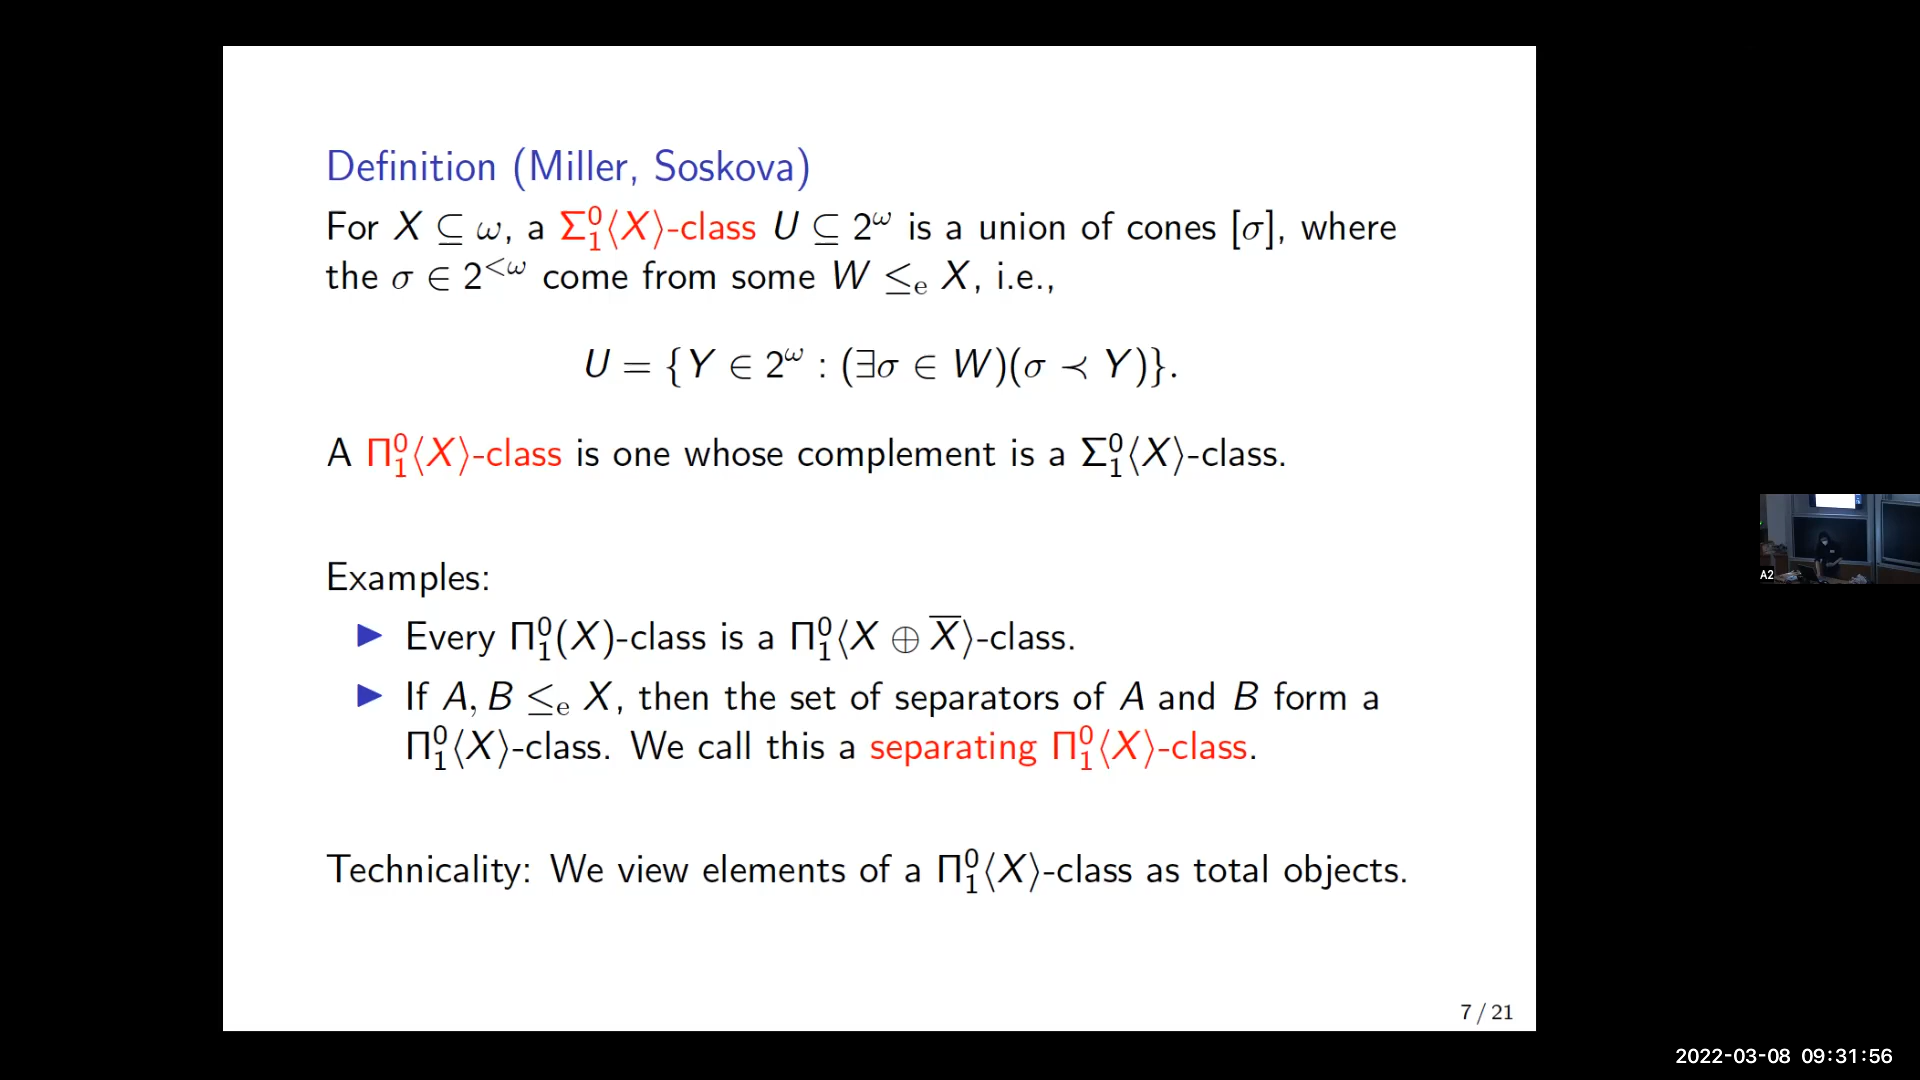 Definition (Miller, Soskova)
For X ⊆ ω, a Σ⁰₁⟨X⟩-class U ⊆ 2^ω is a union of cones [σ], where
the σ ∈ 2^{<ω} come from some W ≤ₑ X, i.e.,
U = {Y ∈ 2^ω : (∃σ ∈ W)(σ ≺ Y)}.
A Π⁰₁⟨X⟩-class is one whose complement is a Σ⁰₁⟨X⟩-class.
Examples:
▶ Every Π⁰₁(X)-class is a Π⁰₁⟨X ⊕ X̅⟩-class.
▶ If A, B ≤ₑ X, then the set of separators of A and B form a
Π⁰₁⟨X⟩-class. We call this a separating Π⁰₁⟨X⟩-class.
Technicality: We view elements of a Π⁰₁⟨X⟩-class as total objects.
7 / 21
A2
2022-03-08 09:31:56